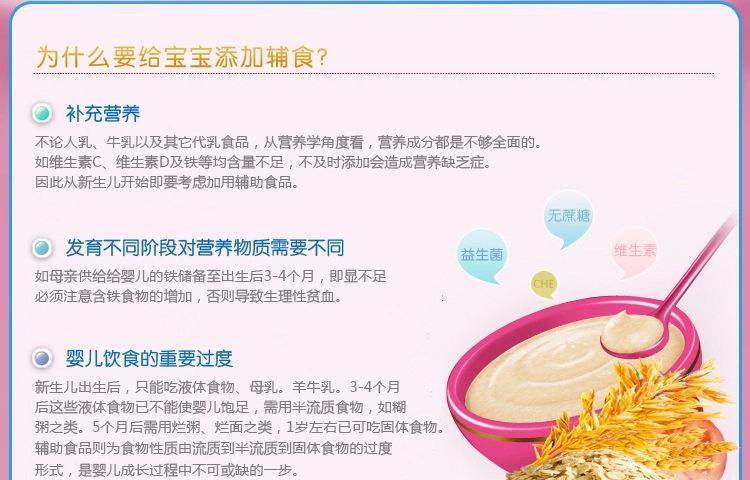 为什么要给宝宝添加辅食?
补充营养
不论人乳、牛乳以及其它代乳食品，从营养学角度看，营养成分都是不够全面的。
如维生素C、维生素D及铁等均含量不足，不及时添加会造成营养缺乏症。
因此从新生儿开始即要考虑加用辅助食品。
发育不同阶段对营养物质需要不同
如母亲供给给婴儿的铁储备至出生后3-4个月，即显不足
必须注意含铁食物的增加，否则导致生理性贫血。
无蔗糖
益生菌
维生素
CHE
婴儿饮食的重要过度
新生儿出生后，只能吃液体食物、母乳。羊牛乳。3-4个月
后这些液体食物已不能使婴儿饱足，需用半流质食物，如糊
粥之类。5个月后需用烂粥、烂面之类，1岁左右已可吃固体食物。
辅助食品则为食物性质由流质到半流质到固体食物的过度
形式，是婴儿成长过程中不可或缺的一步。